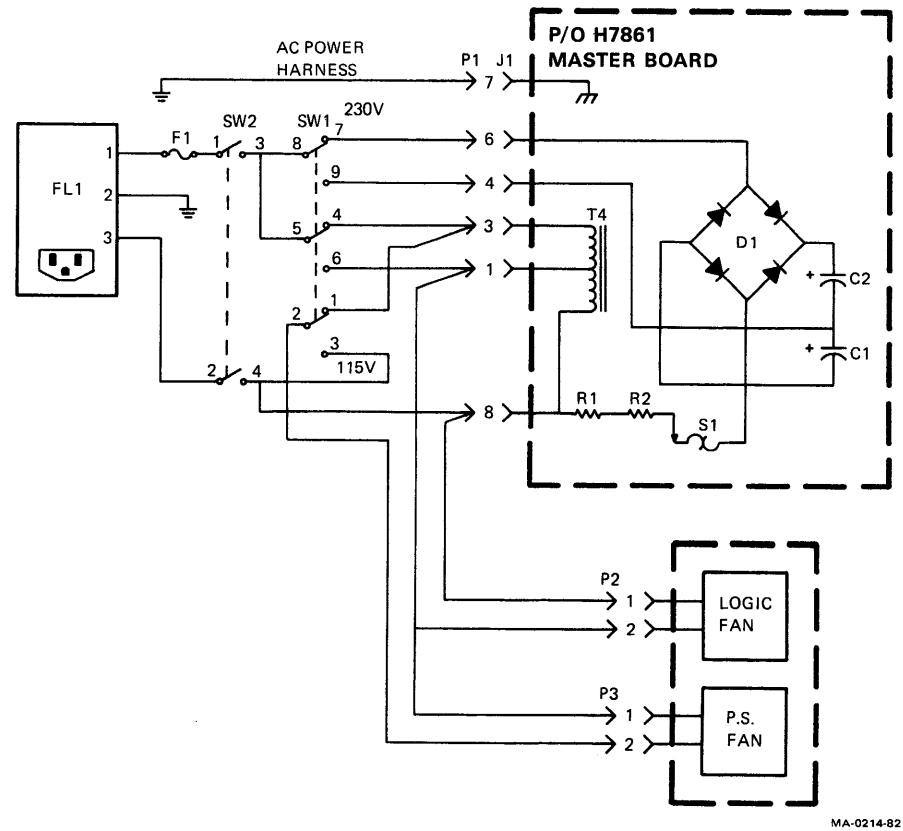 P/O H7861
MASTER BOARD
AC POWER
HARNESS
P1 J1
7
230V
SW2
SW1
F1
1
1
3
8
7
6
FL1
2
9
4
T4
3
5
4
3
D1
6
1
+
C2
2
1
+
C1
3
115V
2
4
8
R1
R2
S1
P2
1
LOGIC
FAN
2
P3
1
P.S.
FAN
2
MA-0214-82